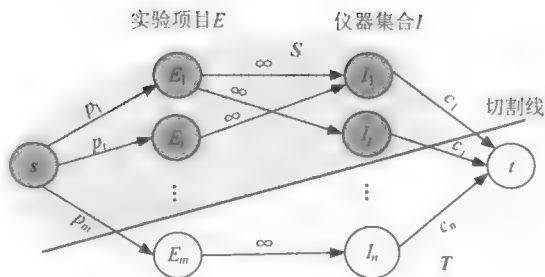 实验项目E
仪器集合I
S
E₁
∞
I₁
p₁
∞
c₁
切割线
Eᵢ
∞
Iⱼ
pᵢ
cⱼ
s
t
⋮
⋮
pₘ
Eₘ
∞
Iₙ
cₙ
T